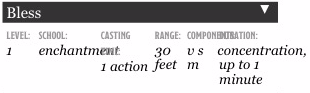 Bless ▼
LEVEL: SCHOOL: CASTING TIME: RANGE: COMPONENTS: DURATION:
1 enchantment 1 action 30 feet v s m concentration, up to 1 minute